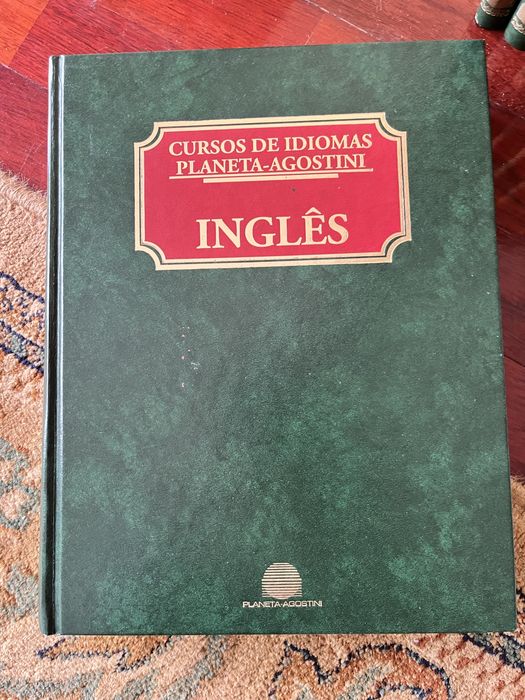 CURSOS DE IDIOMAS
PLANETA-AGOSTINI
INGLÊS
PLANETA-AGOSTINI